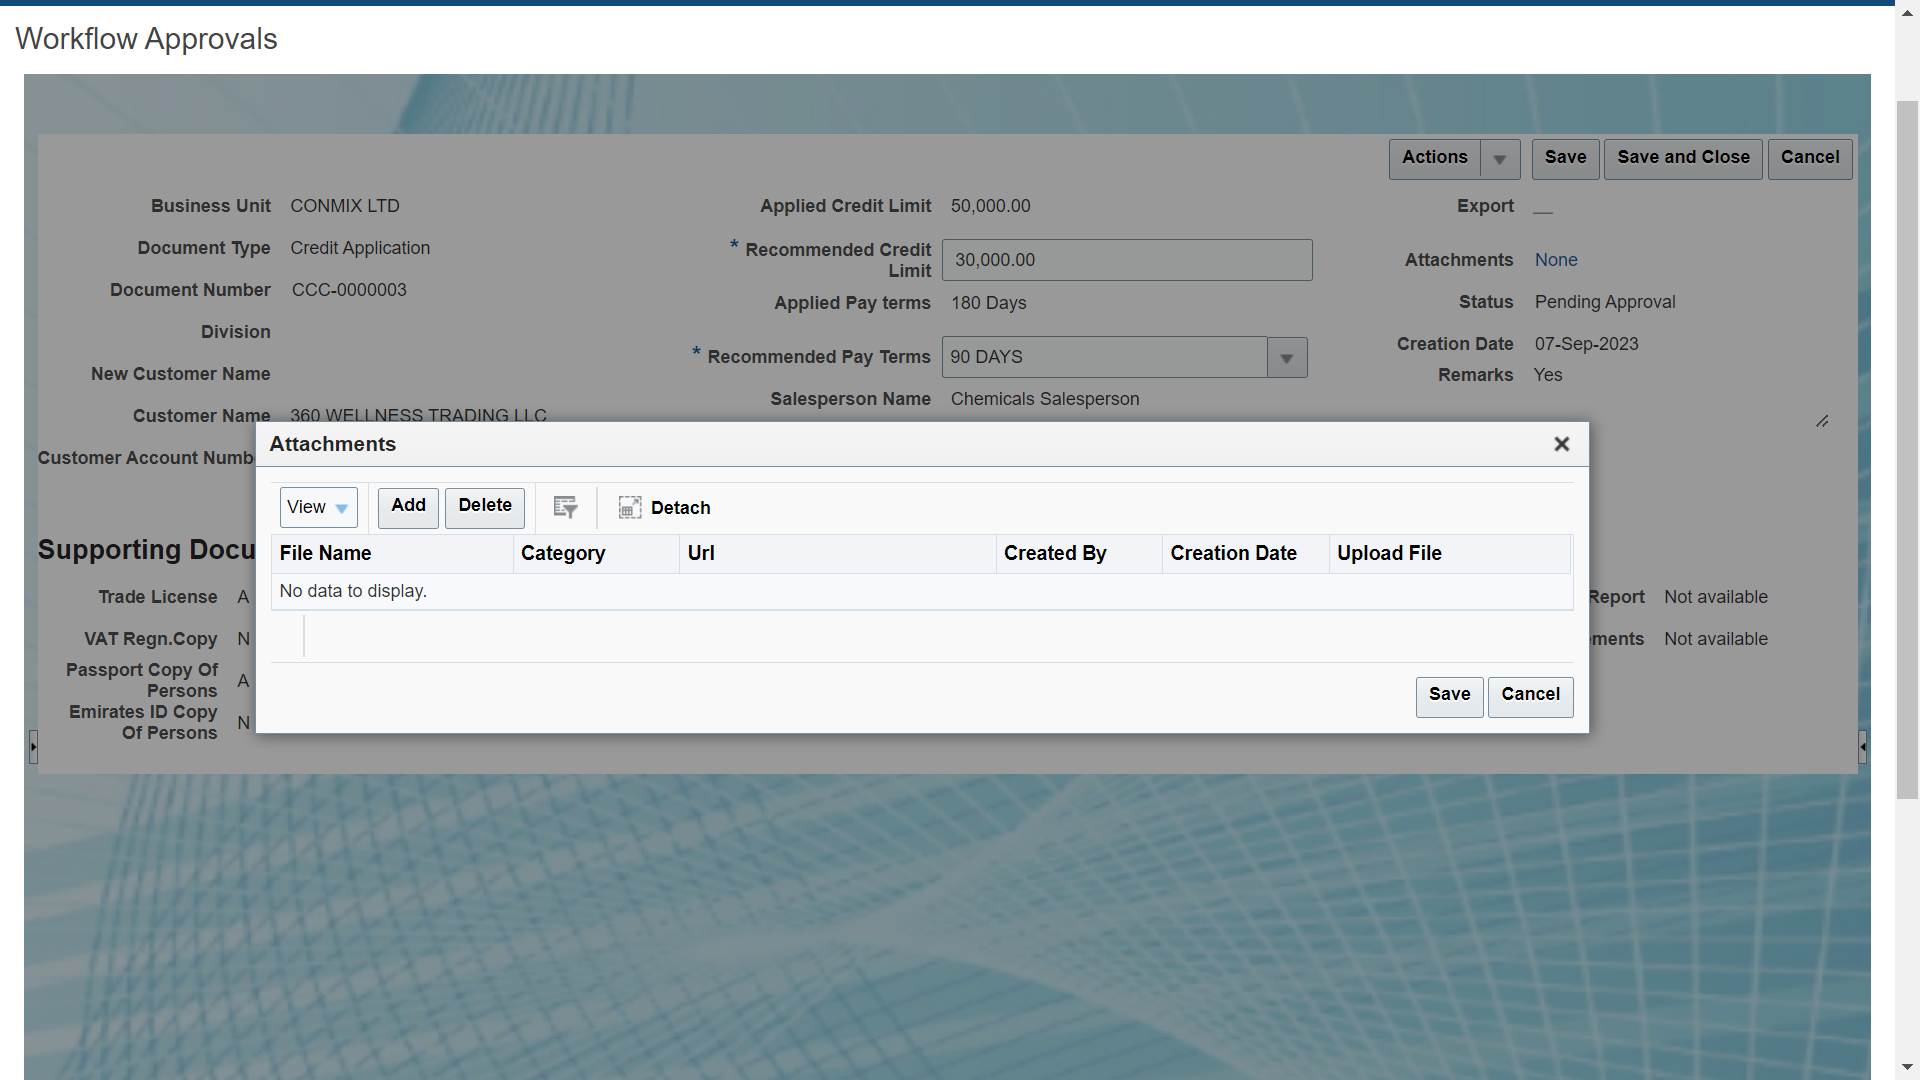 Workflow Approvals
Actions Save Save and Close Cancel
Business Unit CONMIX LTD
Document Type Credit Application
Document Number CCC-0000003
Division
New Customer Name
Customer Name 360 WELLNESS TRADING LLC
Customer Account
Applied Credit Limit 50,000.00
* Recommended Credit
Limit 30,000.00
Applied Pay terms 180 Days
* Recommended Pay Terms 90 DAYS
Salesperson Name Chemicals Salesperson
Export
Attachments None
Status Pending Approval
Creation Date 07-Sep-2023
Remarks Yes
Attachments
View Add Delete Detach
File Name Category Url Created By Creation Date Upload File
No data to display.
Save Cancel
Supporting
Trade License A
VAT Regn.Copy N
Passport Copy Of
Persons A
Emirates ID Copy
Of Persons N
Report Not available
Not available